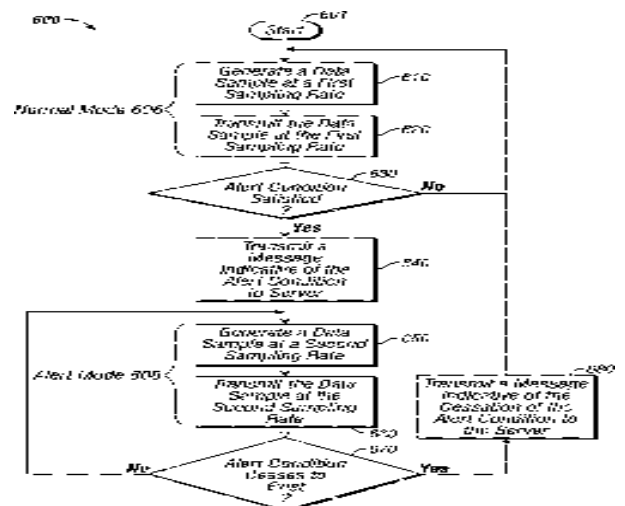 600
601
Start
Generate a Data
Sample at a First
Sampling Rate
610
Normal Mode 606
Transmit the Data
Sample at the First
Sampling Rate
620
630
Alert Condition
Satisfied
?
No
Yes
Transmit a
Message
Indicative of the
Alert Condition
to Server
640
Generate a Data
Sample at a Second
Sampling Rate
650
Alert Mode
Transmit the Data
Sample at the
Second Sampling
Rate
680
Transmit a Message
Indicative of the
Cessation of the
Alert Condition to
the Server
670
No
Alert Condition
Ceases to
Exist
?
Yes